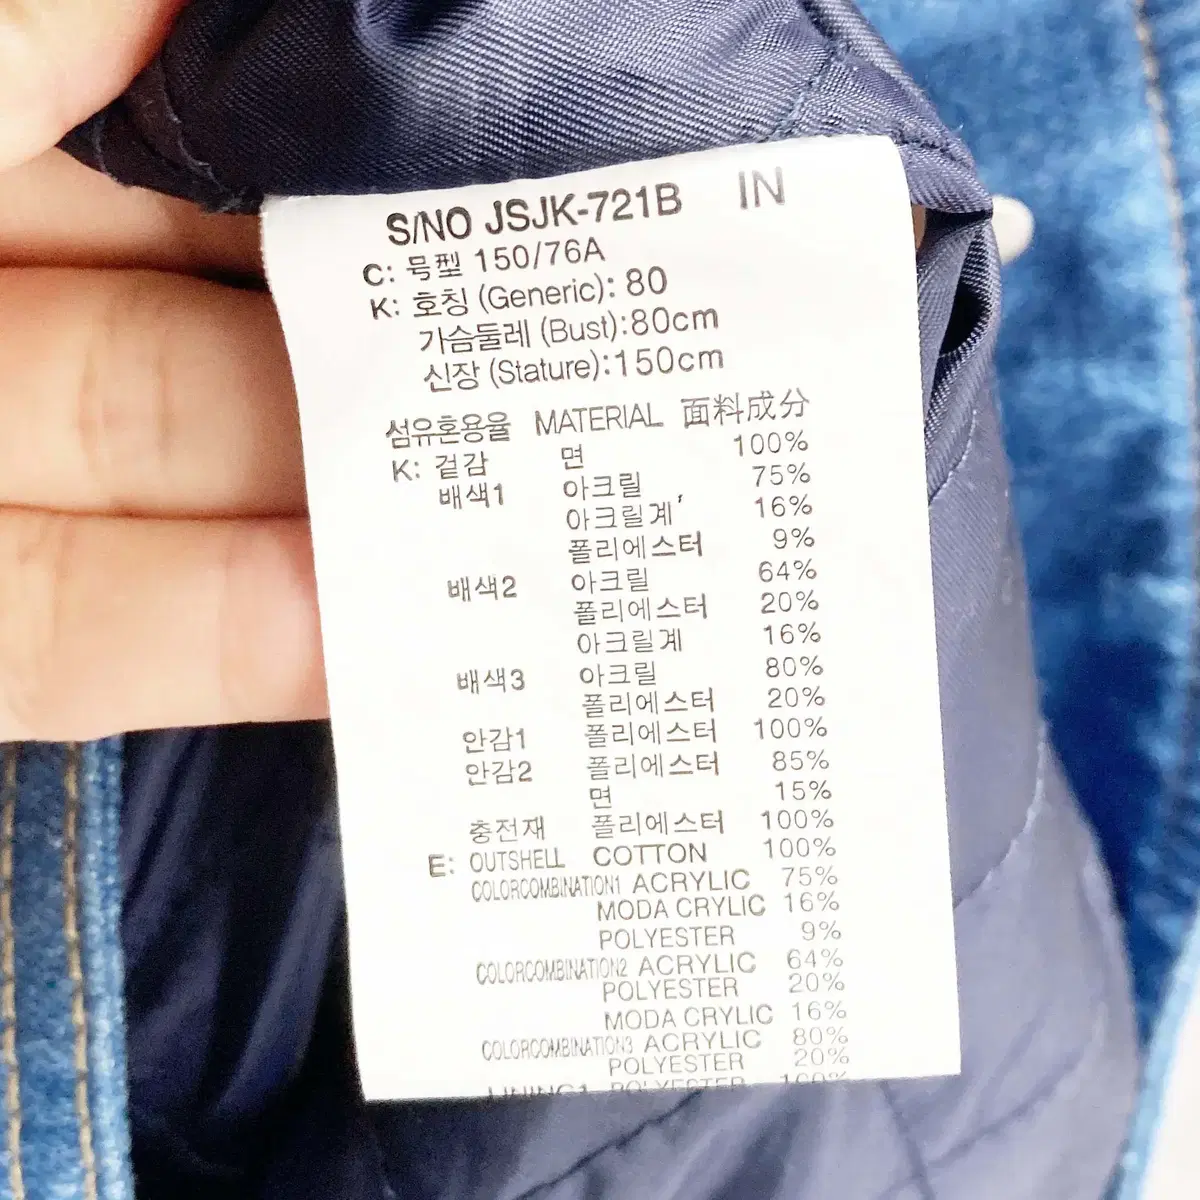 S/NO JSJK-721B IN
C: 号型 150/76A
K: 호칭 (Generic): 80
가슴둘레 (Bust):80cm
신장 (Stature):150cm
섬유혼용율 MATERIAL 面料成分
K: 겉감 면 100%
배색1 아크릴 , 75%
아크릴계 16%
폴리에스터 9%
배색2 아크릴 64%
폴리에스터 20%
아크릴계 16%
배색3 아크릴 80%
폴리에스터 20%
안감1 폴리에스터 100%
안감2 폴리에스터 85%
면 15%
충전재 폴리에스터 100%
E: OUTSHELL COTTON 100%
COLORCOMBINATION1 ACRYLIC 75%
MODA CRYLIC 16%
POLYESTER 9%
COLORCOMBINATION2 ACRYLIC 64%
POLYESTER 20%
MODA CRYLIC 16%
COLORCOMBINATION3 ACRYLIC 80%
POLYESTER 20%
LINING1 POLYESTER 100%